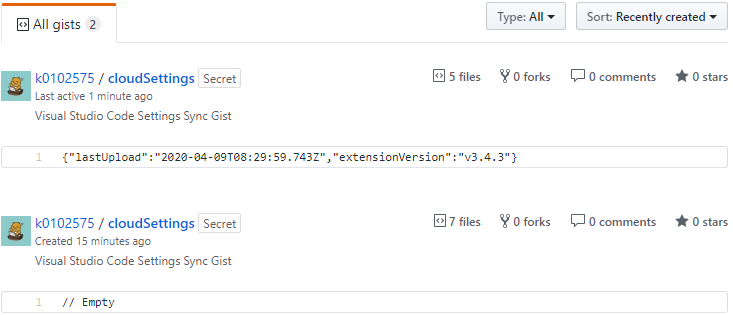 All gists 2
Type: All
Sort: Recently created
k0102575 / cloudSettings Secret
5 files 0 forks 0 comments 0 stars
Last active 1 minute ago
Visual Studio Code Settings Sync Gist
1 {"lastUpload":"2020-04-09T08:29:59.743Z","extensionVersion":"v3.4.3"}
k0102575 / cloudSettings Secret
7 files 0 forks 0 comments 0 stars
Created 15 minutes ago
Visual Studio Code Settings Sync Gist
1 // Empty